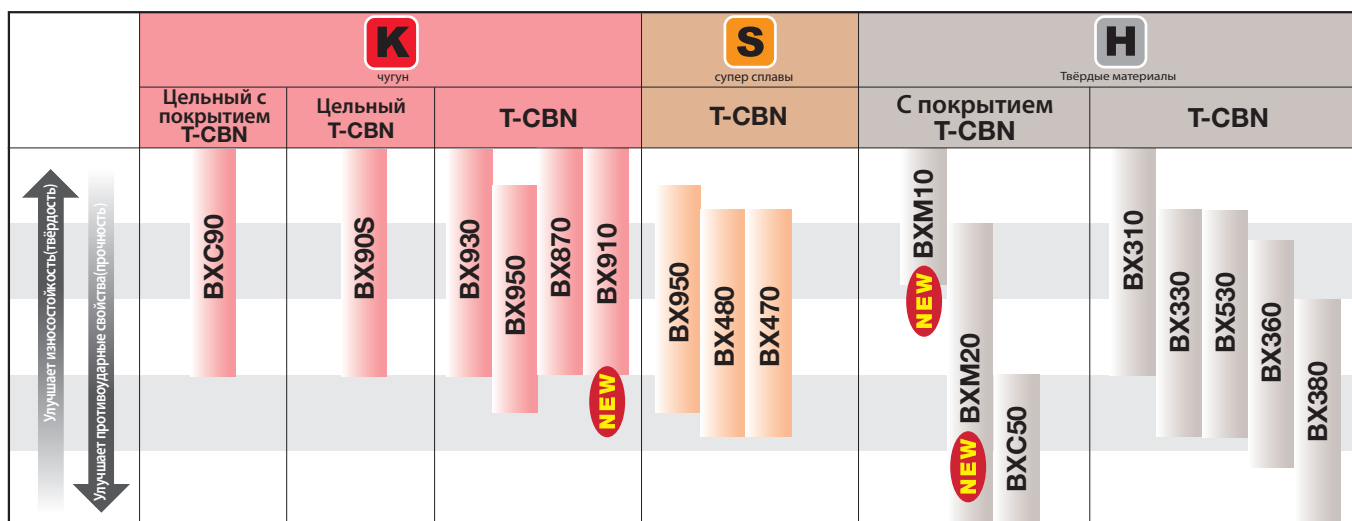 K
чугун
S
супер сплавы
H
Твёрдые материалы
Цельный с
покрытием
T-CBN
Цельный
T-CBN
T-CBN
T-CBN
С покрытием
T-CBN
T-CBN
Улучшает износостойкость(твёрдость)
Улучшает противоударные свойства(прочность)
BXC90
BX90S
BX930
BX950
BX870
BX910
NEW
BX950
BX480
BX470
BXM10
NEW
BXM20
NEW
BXC50
BX310
BX330
BX530
BX360
BX380